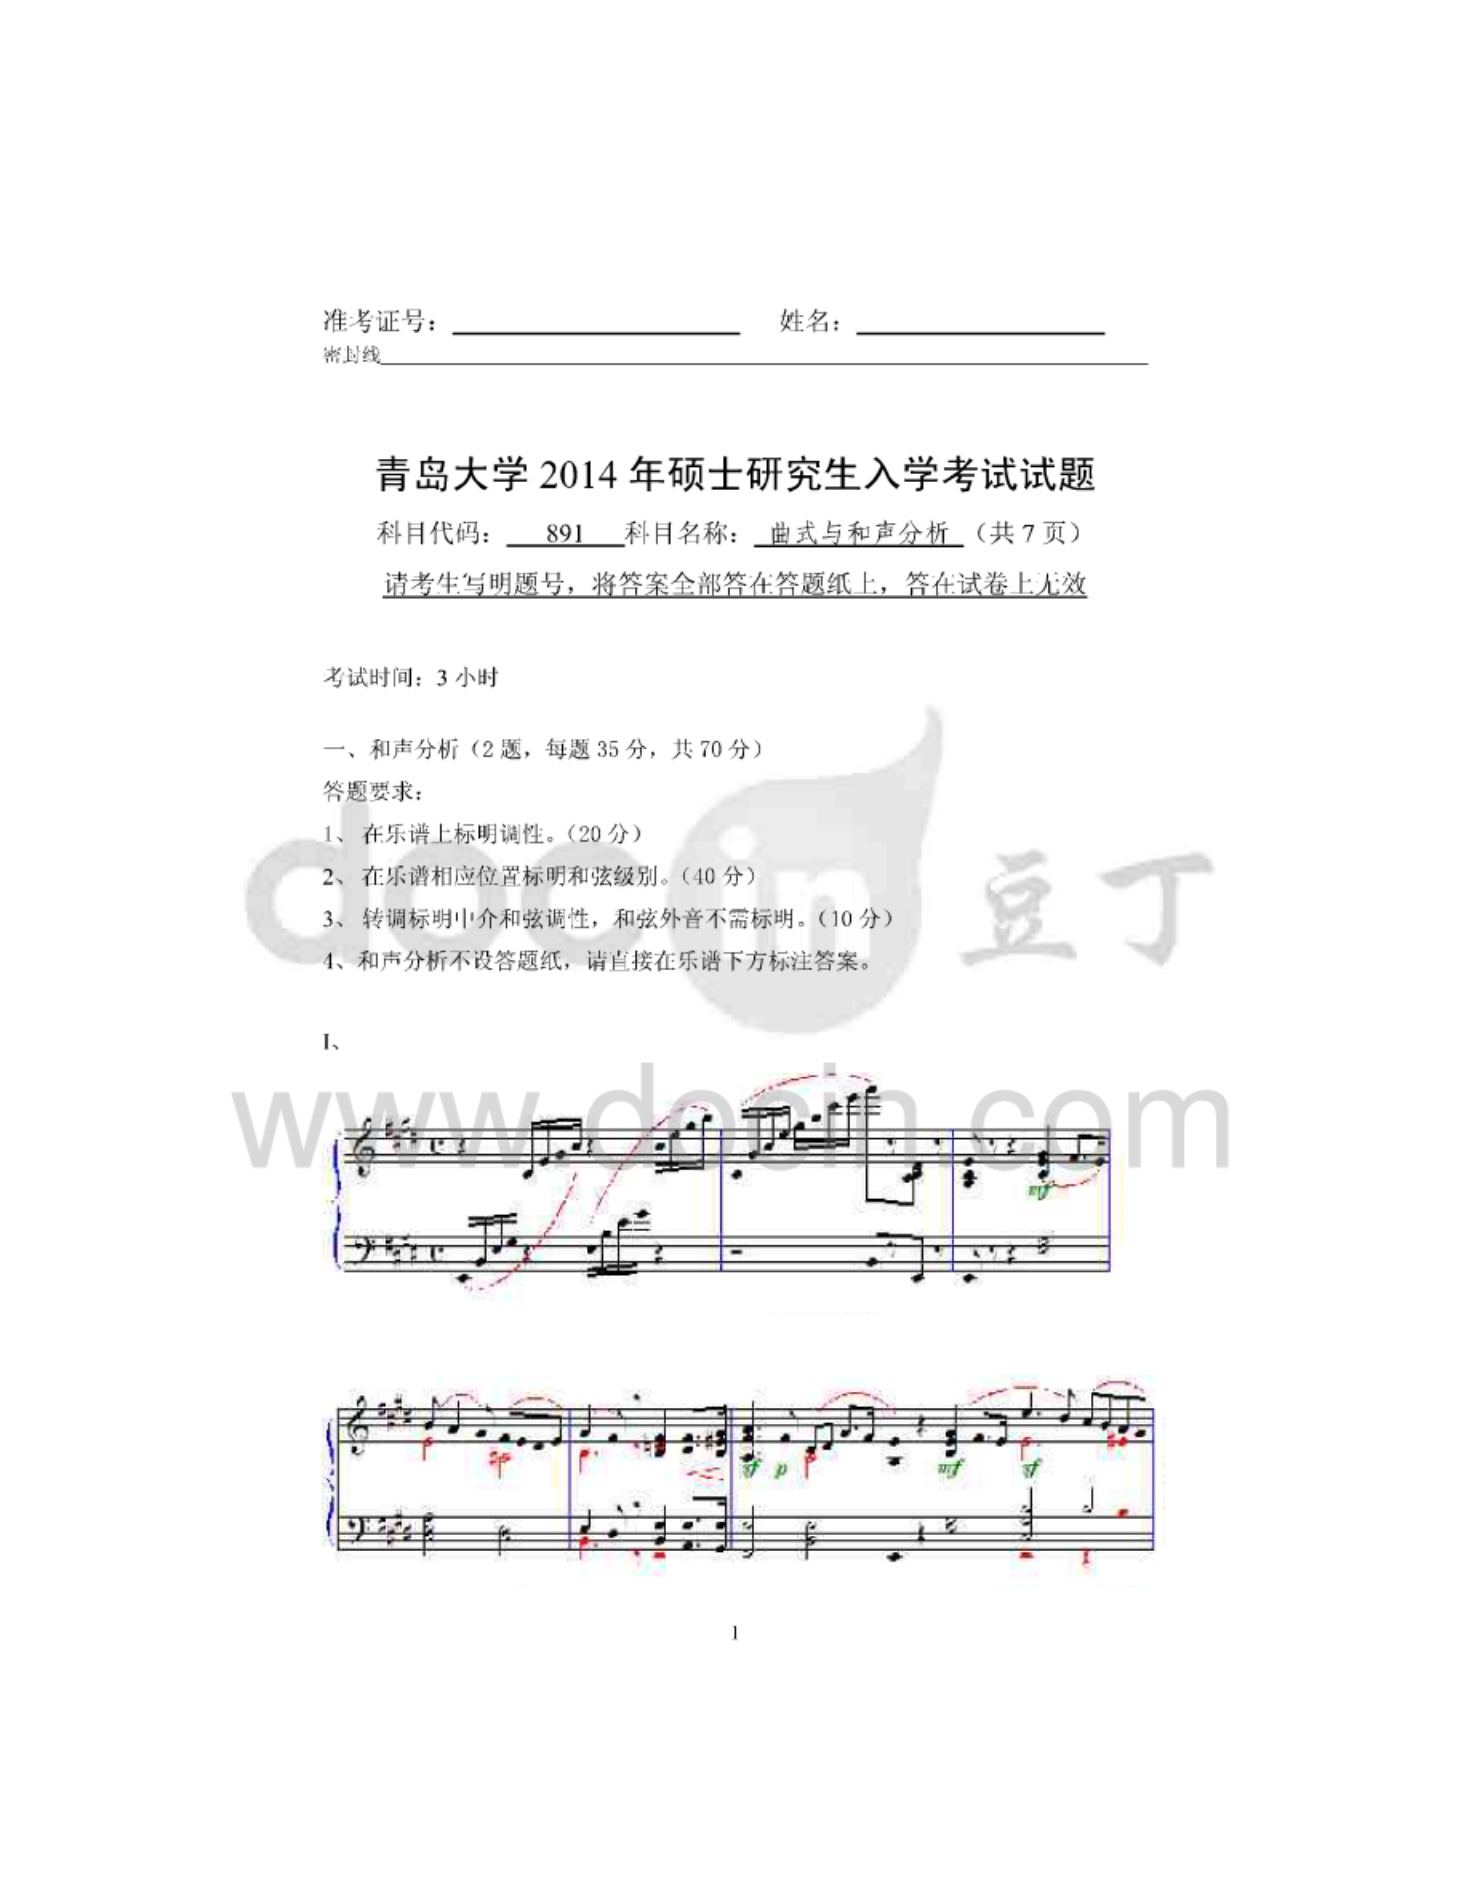 准考证号： 姓名：
密封线
青岛大学 2014 年硕士研究生入学考试试题
科目代码： 891 科目名称： 曲式与和声分析 （共 7 页）
请考生写明题号，将答案全部答在答题纸上，答在试卷上无效
考试时间：3 小时
一、和声分析（2 题，每题 35 分，共 70 分）
答题要求：
1、 在乐谱上标明调性。（20 分）
2、 在乐谱相应位置标明和弦级别。（40 分）
3、 转调标明中介和弦调性，和弦外音不需标明。（10 分）
4、和声分析不设答题纸，请直接在乐谱下方标注答案。
docin 豆丁
I、
www.docin.com
mf
sf p mf sf
1